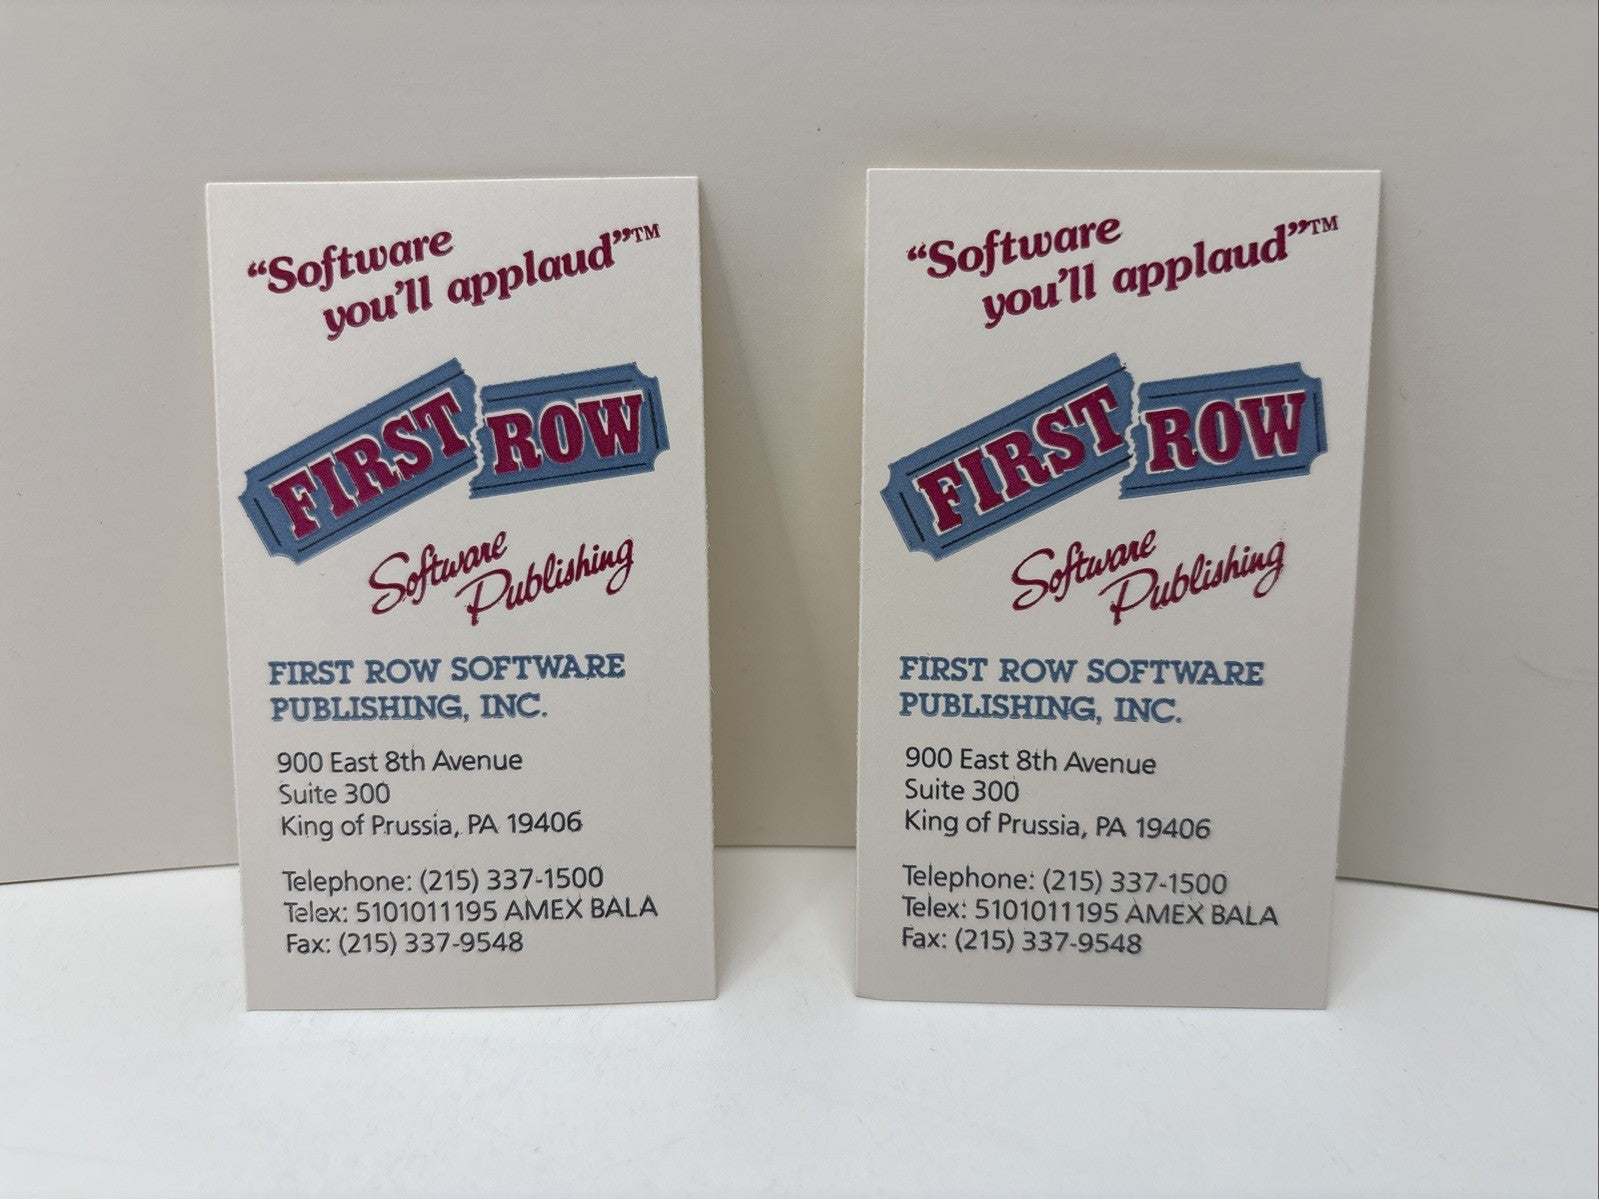 “Software
you’ll applaud”™
FIRST ROW
Software
Publishing
FIRST ROW SOFTWARE
PUBLISHING, INC.
900 East 8th Avenue
Suite 300
King of Prussia, PA 19406
Telephone: (215) 337-1500
Telex: 5101011195 AMEX BALA
Fax: (215) 337-9548
“Software
you’ll applaud”™
FIRST ROW
Software
Publishing
FIRST ROW SOFTWARE
PUBLISHING, INC.
900 East 8th Avenue
Suite 300
King of Prussia, PA 19406
Telephone: (215) 337-1500
Telex: 5101011195 AMEX BALA
Fax: (215) 337-9548